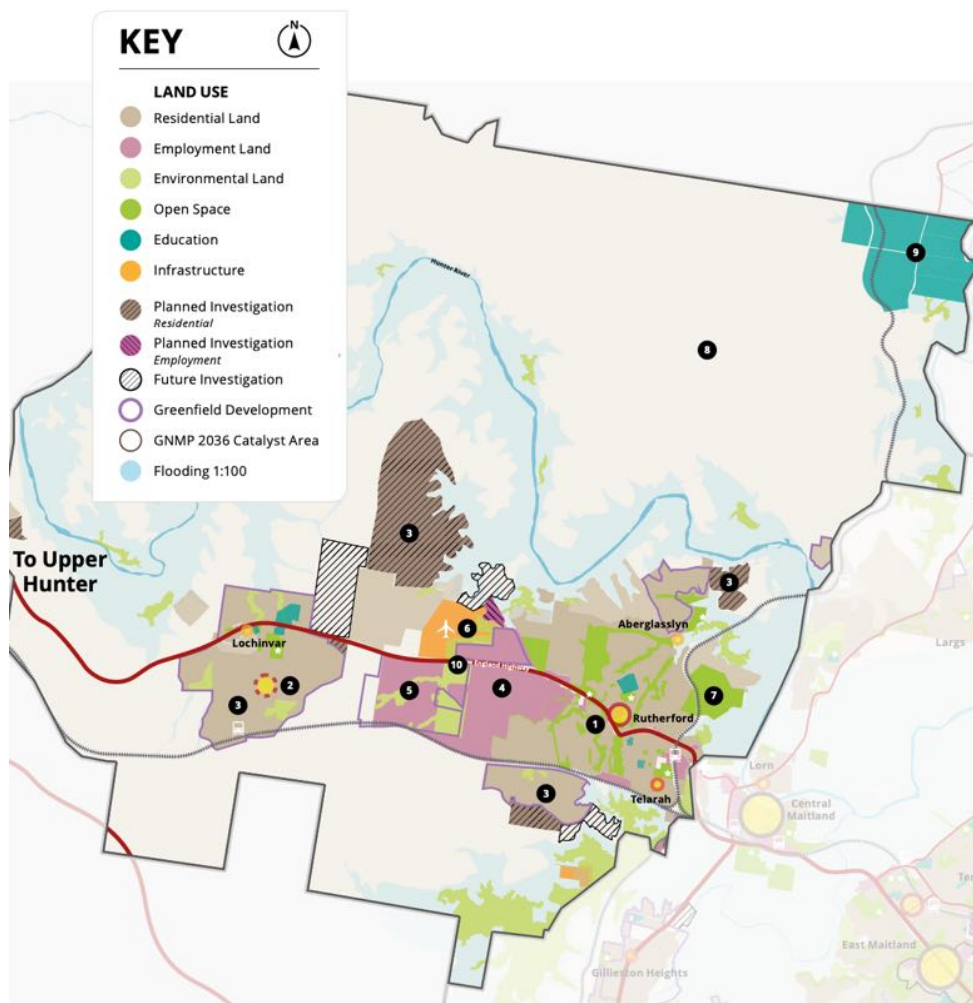 KEY
N
LAND USE
Residential Land
Employment Land
Environmental Land
Open Space
Education
Infrastructure
Planned Investigation
Residential
Planned Investigation
Employment
Future Investigation
Greenfield Development
GNMP 2036 Catalyst Area
Flooding 1:100
Hunter River
9
8
3
To Upper
Hunter
3
Aberglasslyn
Largs
Lochinvar
6
10
England Highway
2
5
4
7
3
1
Rutherford
Lorn
3
Telarah
Central
Maitland
East Maitland
Gillieston Heights